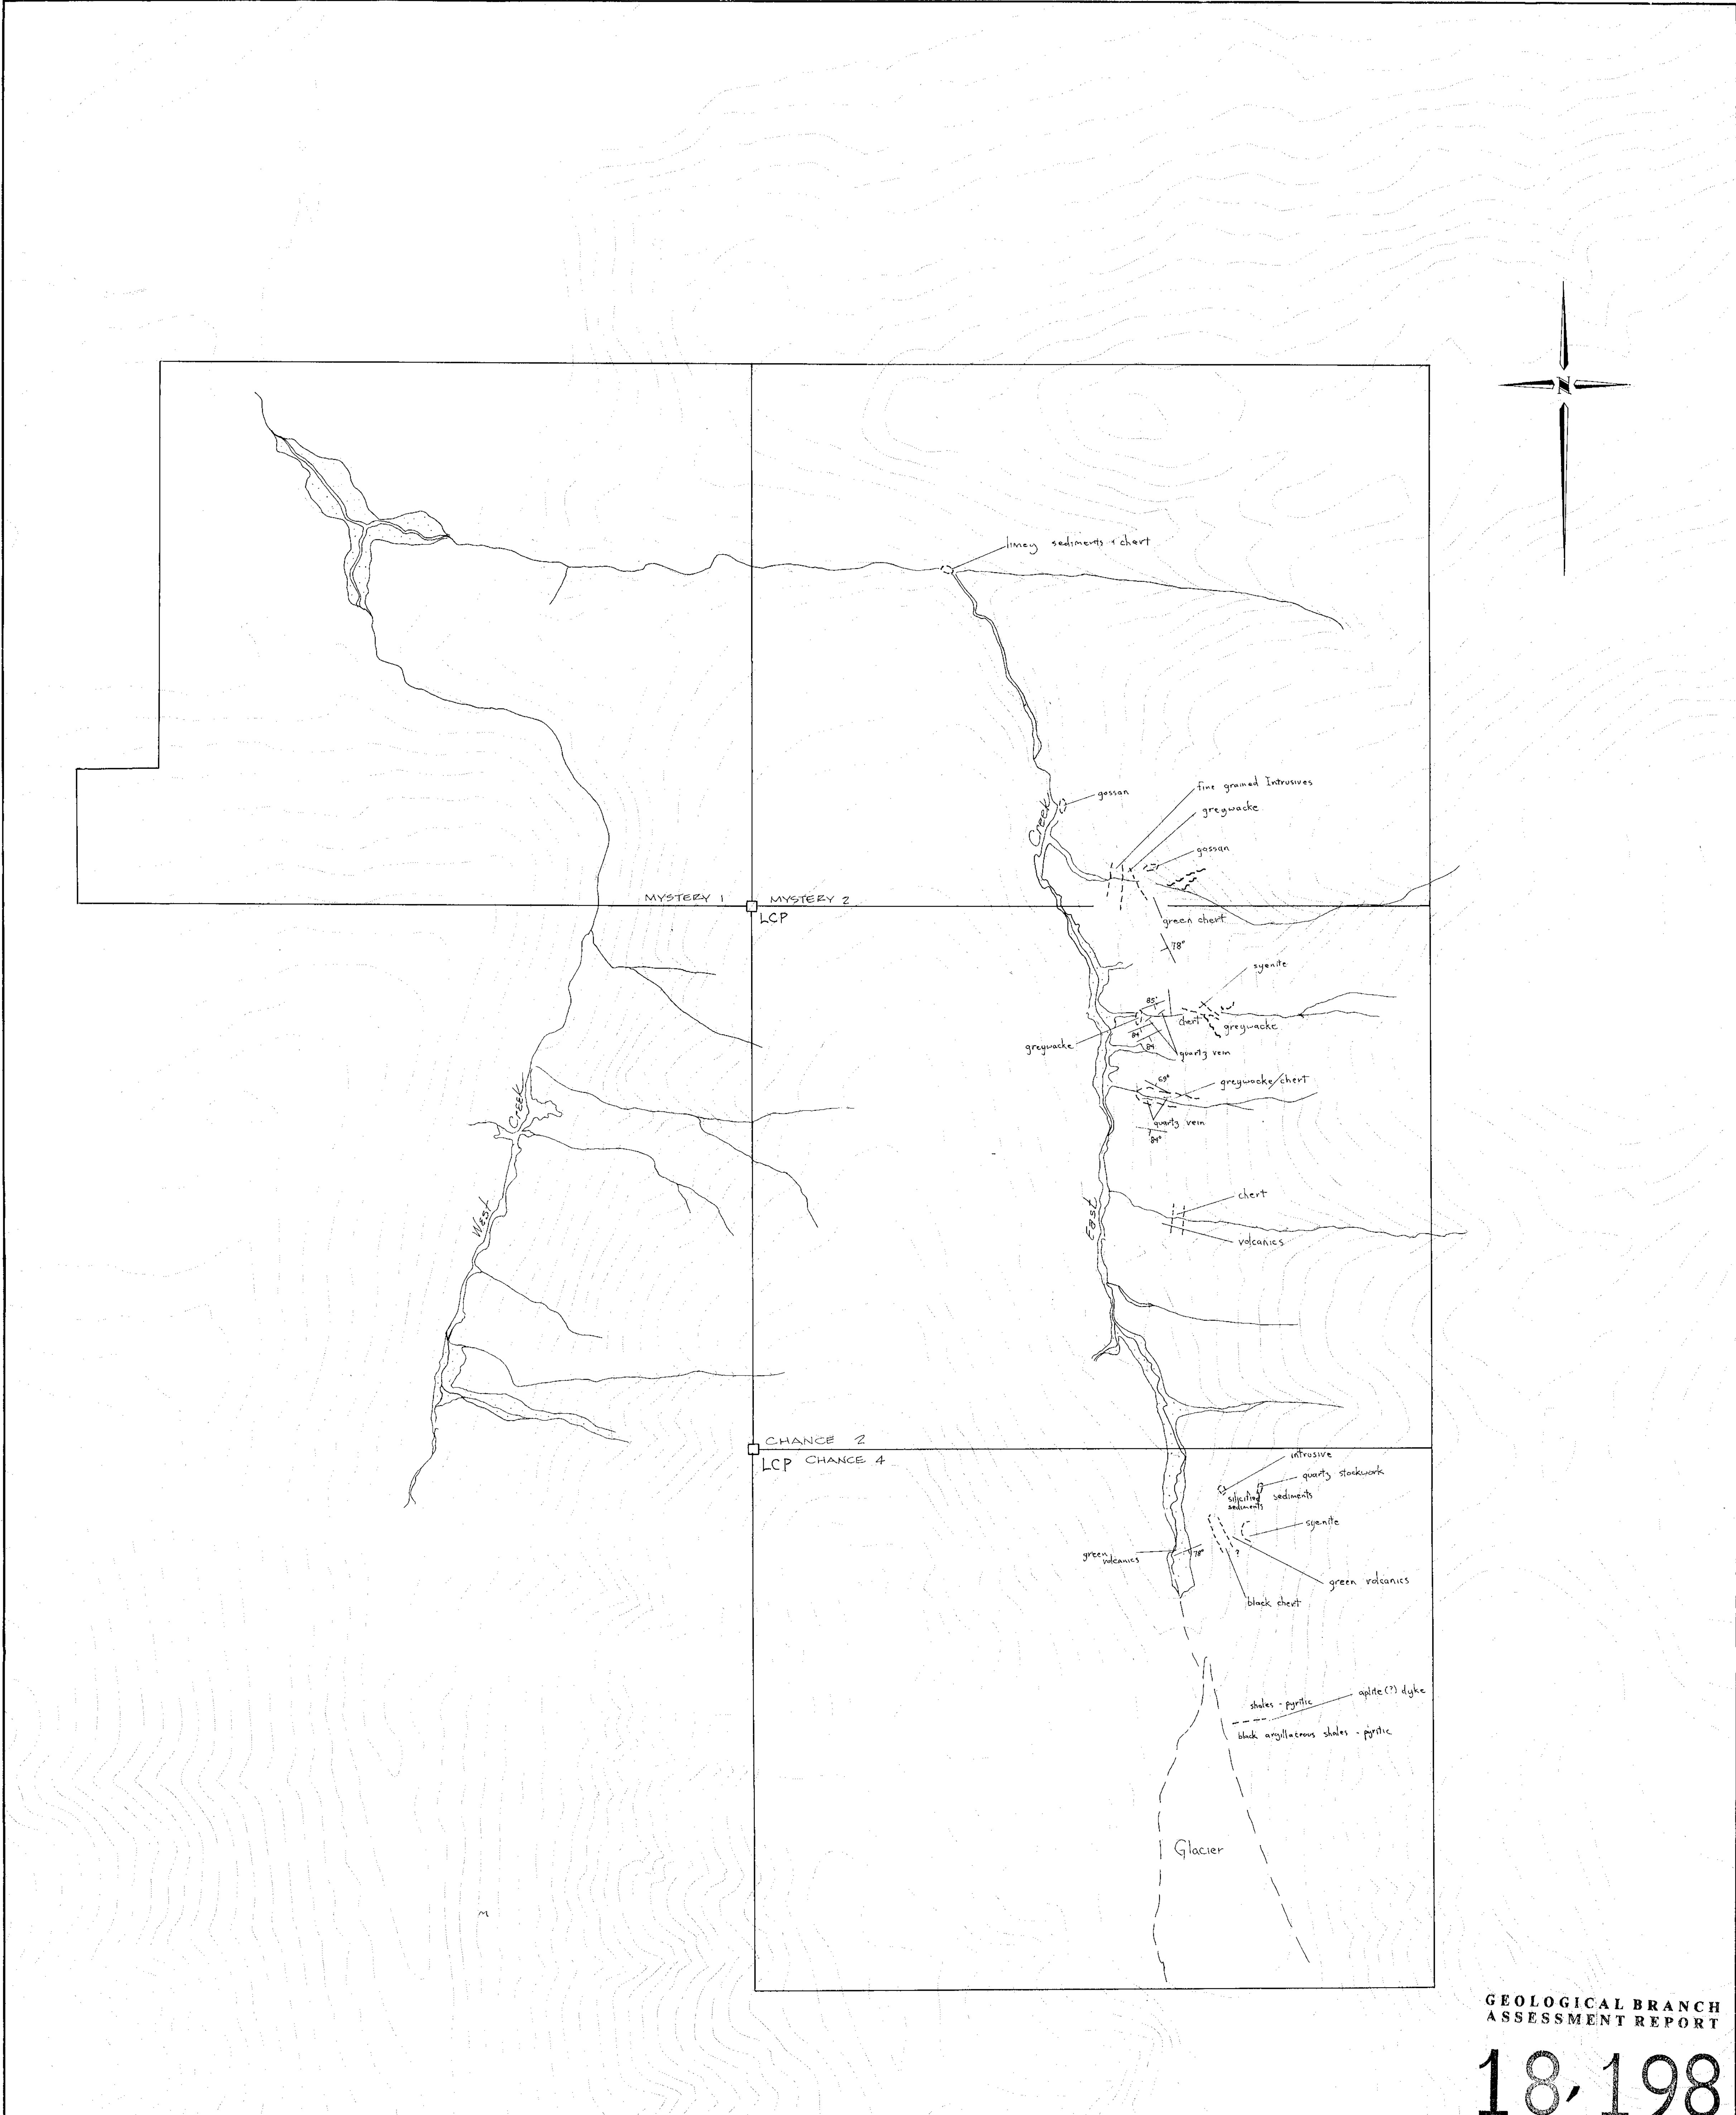 N
limey sediments & chert
gossan
fine grained Intrusives
greywacke
gossan
Creek
MYSTERY 1
MYSTERY 2
LCP
green chert
78°
syenite
85°
chert
greywacke
greywacke
84°
84
quartz vein
69°
greywacke/chert
quartz vein
84°
Creek
West
East
chert
volcanics
CHANCE 2
LCP CHANCE 4
intrusive
quartz stockwork
silicified sediments
sediments
syenite
green volcanics
78°
?
green volcanics
black chert
shales - pyritic
aplite (?) dyke
black argillacrous shales - pyritic
Glacier
GEOLOGICAL BRANCH
ASSESSMENT REPORT
18,198